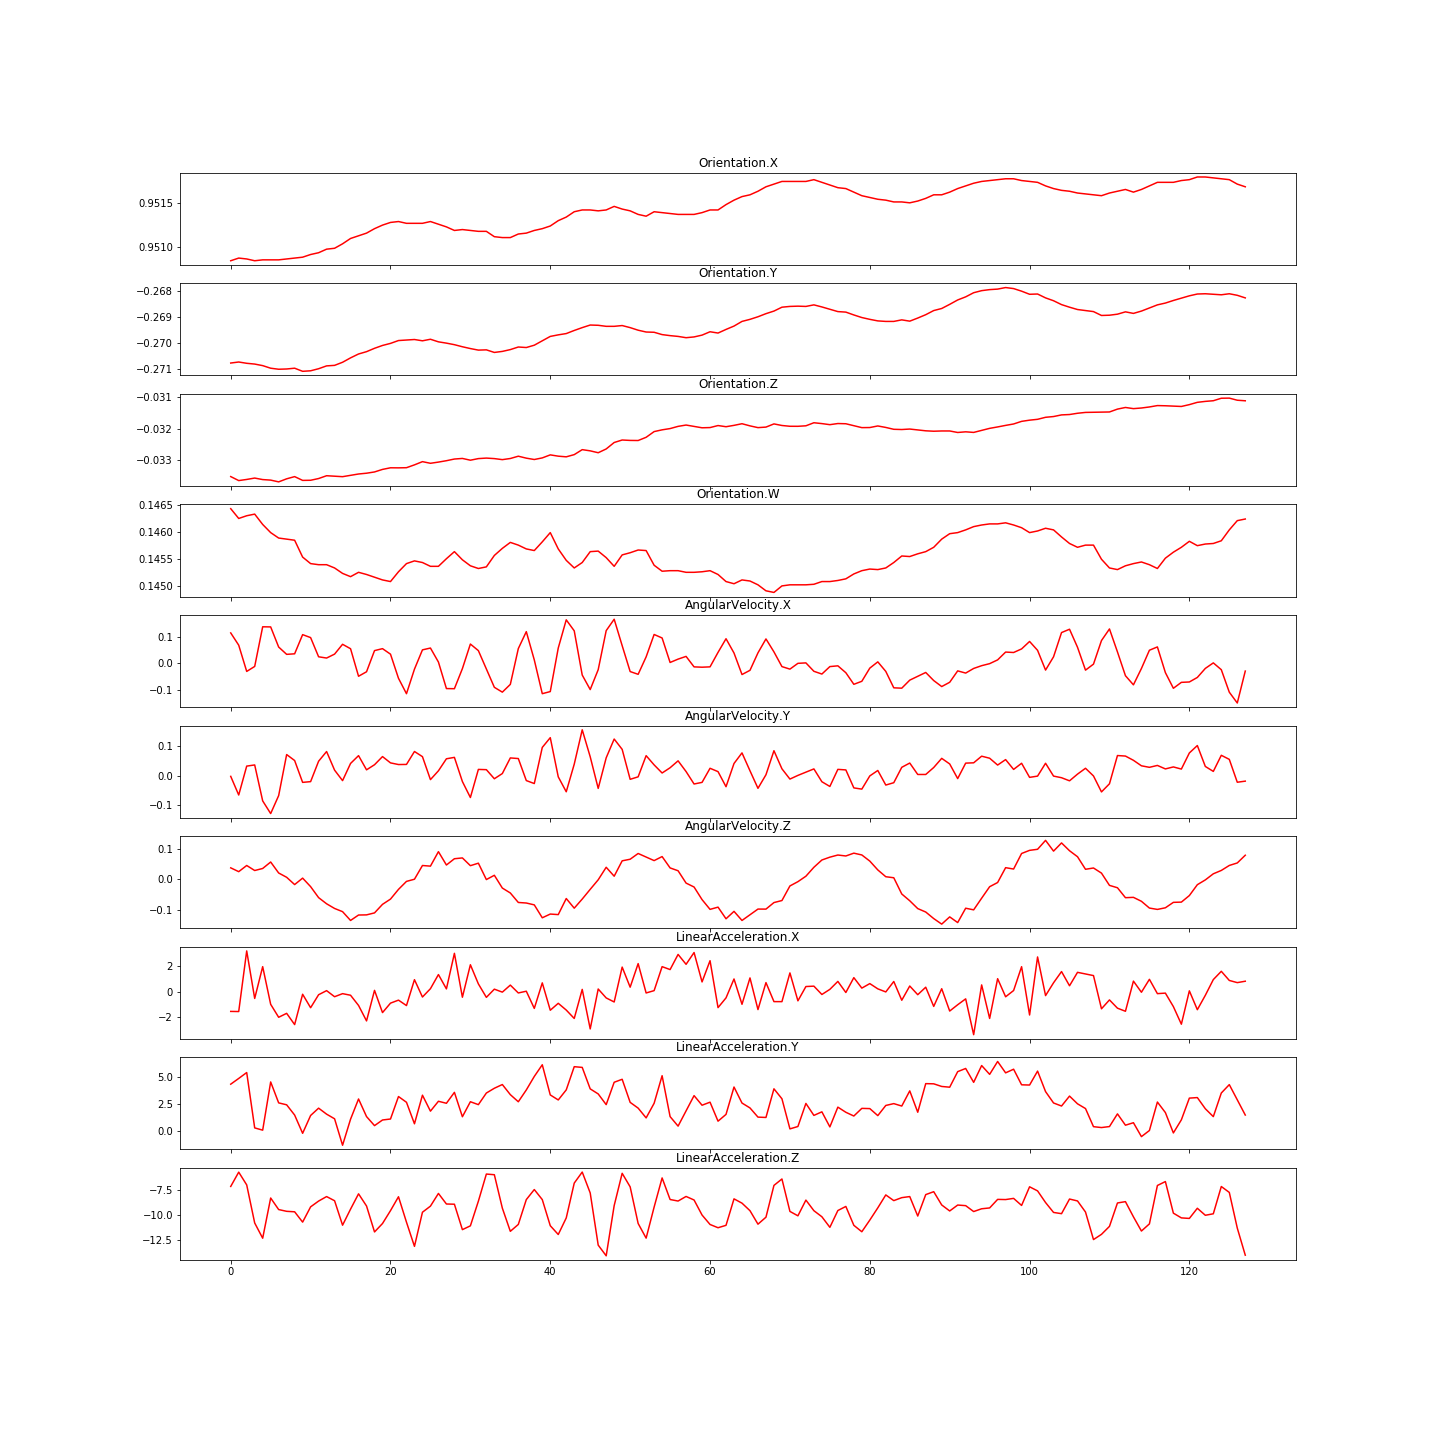 Orientation.X
0.9515
0.9510
Orientation.Y
−0.268
−0.269
−0.270
−0.271
Orientation.Z
−0.031
−0.032
−0.033
Orientation.W
0.1465
0.1460
0.1455
0.1450
AngularVelocity.X
0.1
0.0
−0.1
AngularVelocity.Y
0.1
0.0
−0.1
AngularVelocity.Z
0.1
0.0
−0.1
LinearAcceleration.X
2
0
−2
LinearAcceleration.Y
5.0
2.5
0.0
LinearAcceleration.Z
−7.5
−10.0
−12.5
0 20 40 60 80 100 120